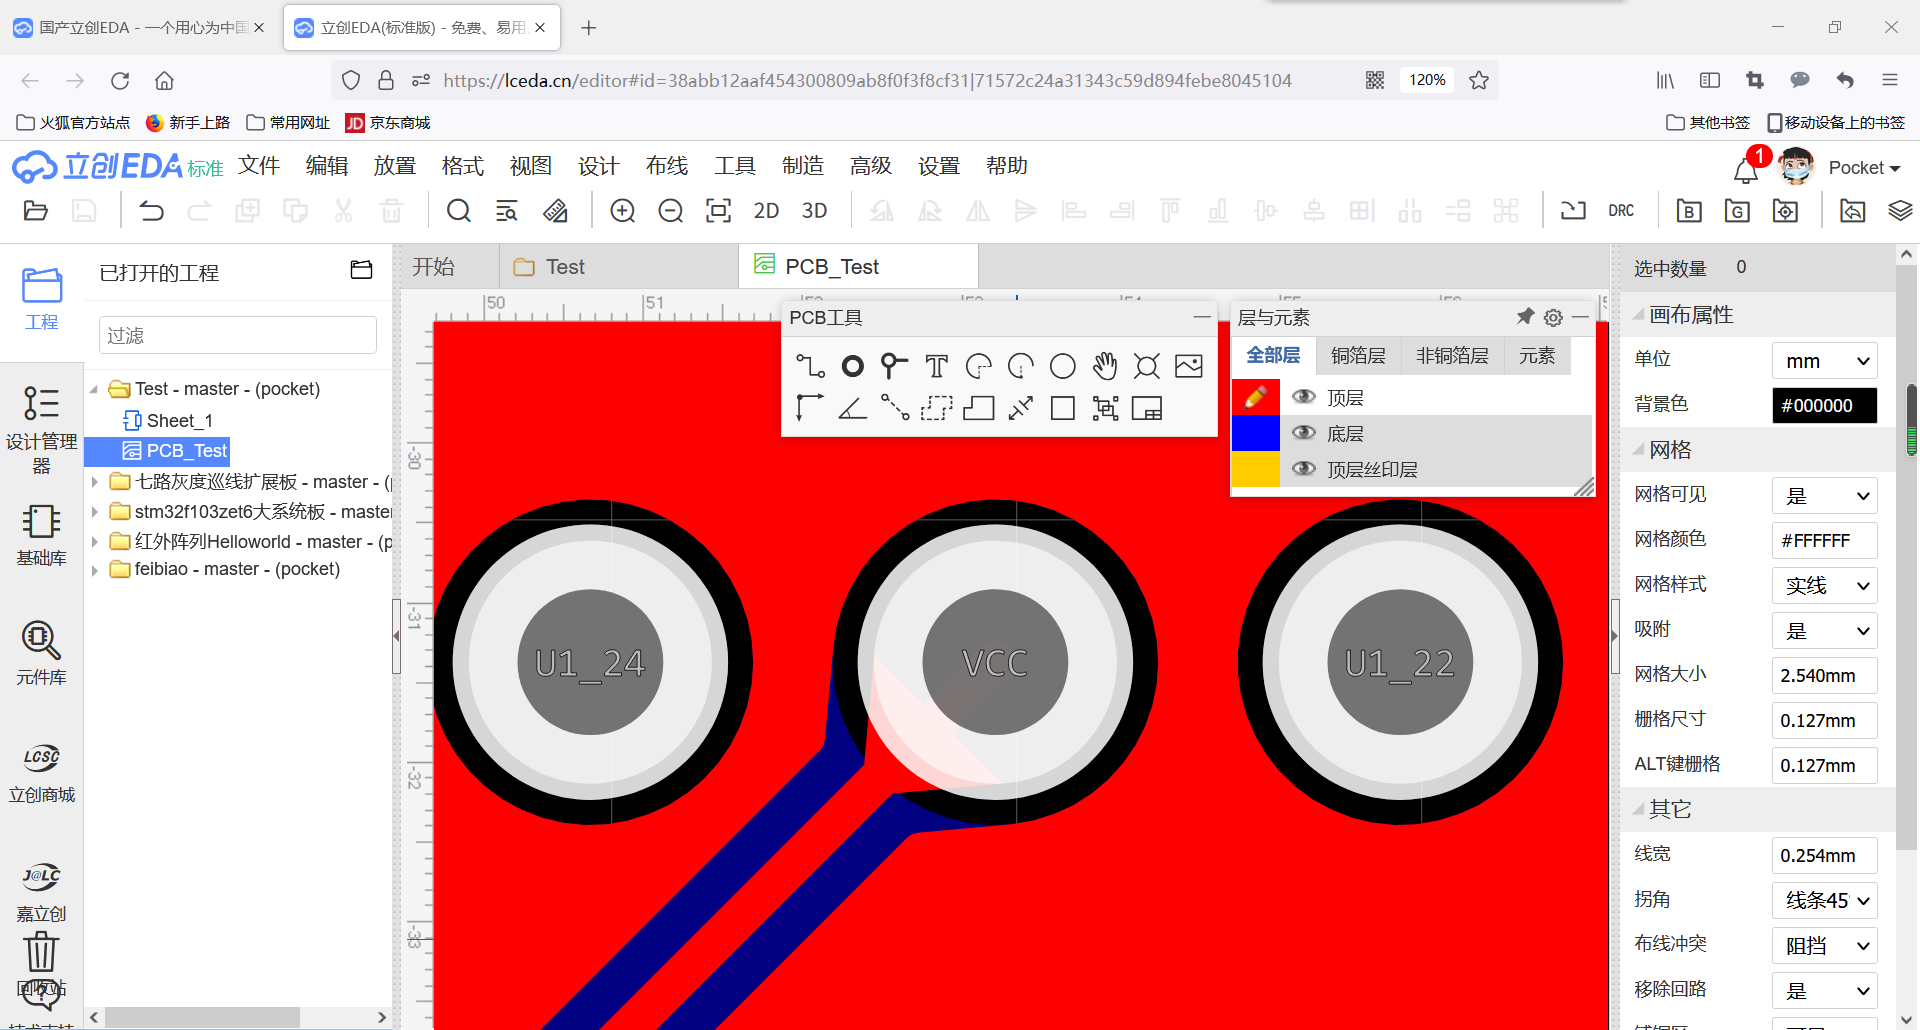 国产立创EDA - 一个用心为中国
立创EDA(标准版) - 免费、易用
https://lceda.cn/editor#id=38abb12aaf454300809ab8f0f3f8cf31|71572c24a31343c59d894febe8045104
120%
火狐官方站点
新手上路
常用网址
JD 京东商城
其他书签
移动设备上的书签
立创EDA 标准
文件 编辑 放置 格式 视图 设计 布线 工具 制造 高级 设置 帮助
1
Pocket
2D 3D
DRC
B G
工程
设计管理器
基础库
元件库
LCSC
立创商城
J@LC
嘉立创
回收站
已打开的工程
过滤
Test - master - (pocket)
Sheet_1
PCB_Test
七路灰度巡线扩展板 - master - (
stm32f103zet6大系统板 - master
红外阵列Helloworld - master - (p
feibiao - master - (pocket)
开始 Test PCB_Test
50 51
-30
-31
-32
-33
PCB工具
层与元素
全部层 铜箔层 非铜箔层 元素
顶层
底层
顶层丝印层
U1_24 VCC U1_22
选中数量 0
画布属性
单位 mm
背景色 #000000
网格
网格可见 是
网格颜色 #FFFFFF
网格样式 实线
吸附 是
网格大小 2.540mm
栅格尺寸 0.127mm
ALT键栅格 0.127mm
其它
线宽 0.254mm
拐角 线条45°
布线冲突 阻挡
移除回路 是